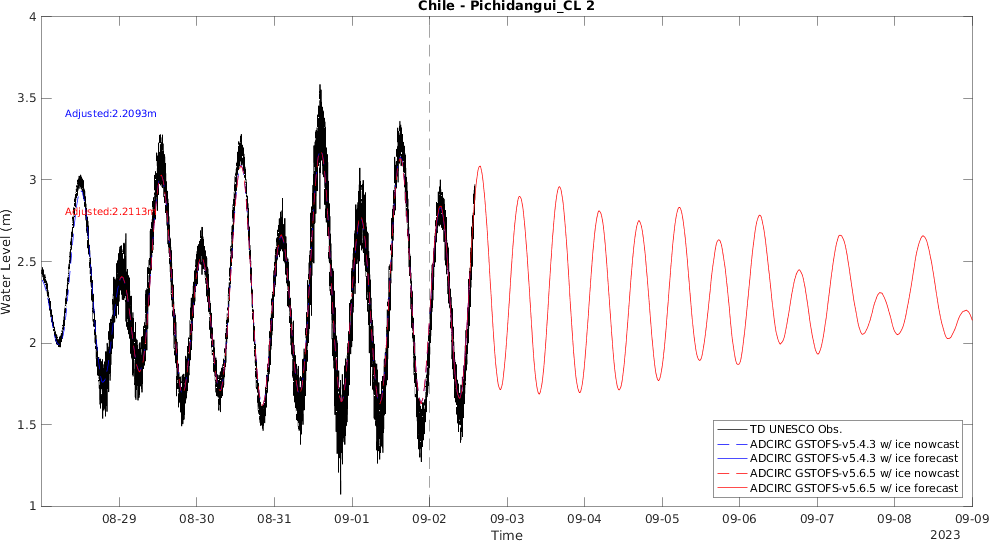 Chile - Pichidangui_CL 2
4
3.5
3
2.5
2
1.5
1
Water Level (m)
Adjusted:2.2093m
Adjusted:2.2113m
TD UNESCO Obs.
ADCIRC GSTOFS-v5.4.3 w/ ice nowcast
ADCIRC GSTOFS-v5.4.3 w/ ice forecast
ADCIRC GSTOFS-v5.6.5 w/ ice nowcast
ADCIRC GSTOFS-v5.6.5 w/ ice forecast
08-29 08-30 08-31 09-01 09-02 09-03 09-04 09-05 09-06 09-07 09-08 09-09
Time
2023